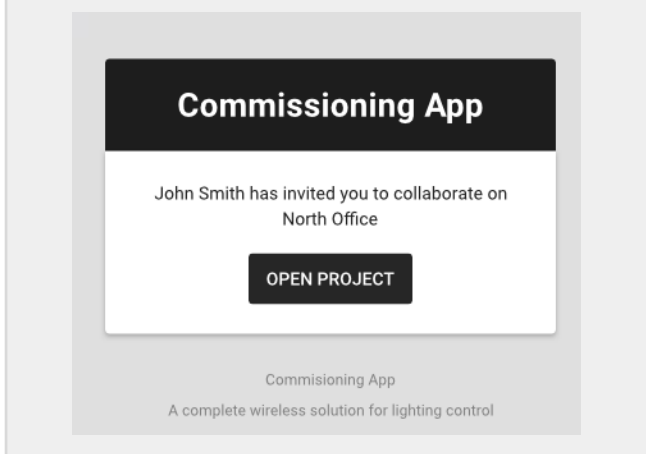 Commissioning App
John Smith has invited you to collaborate on
North Office
OPEN PROJECT
Commisioning App
A complete wireless solution for lighting control